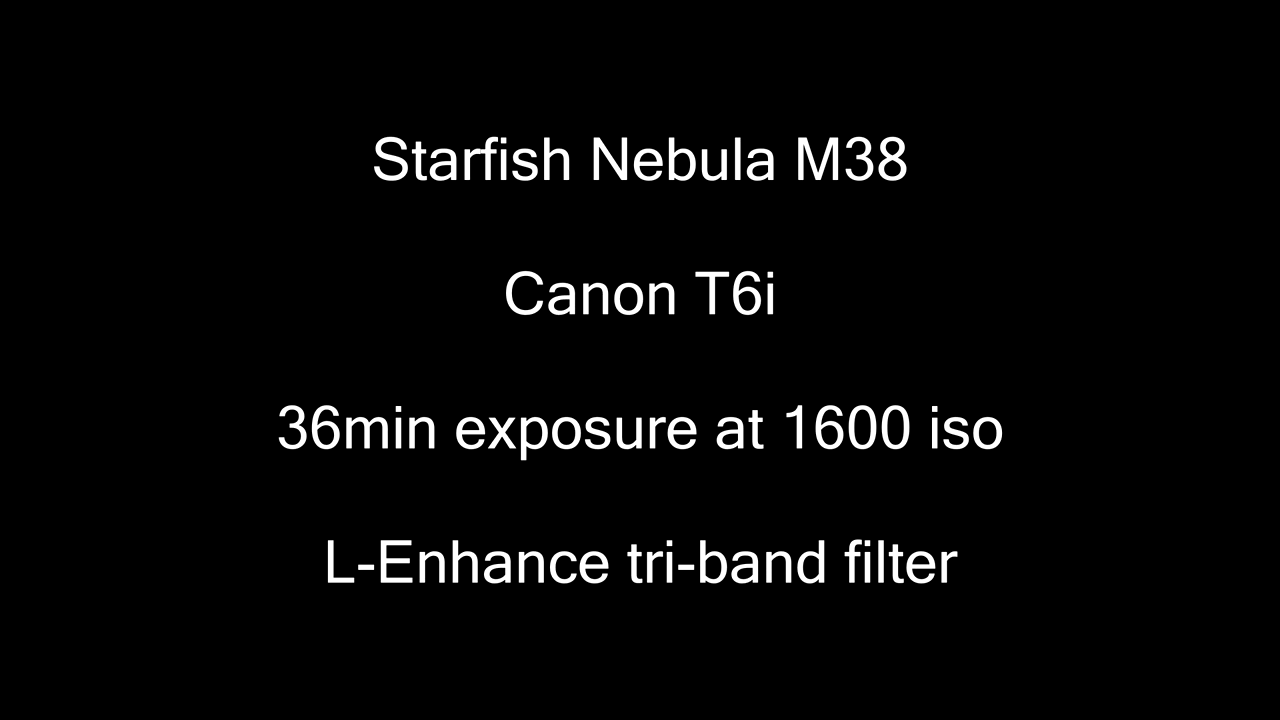 Starfish Nebula M38
Canon T6i
36min exposure at 1600 iso
L-Enhance tri-band filter